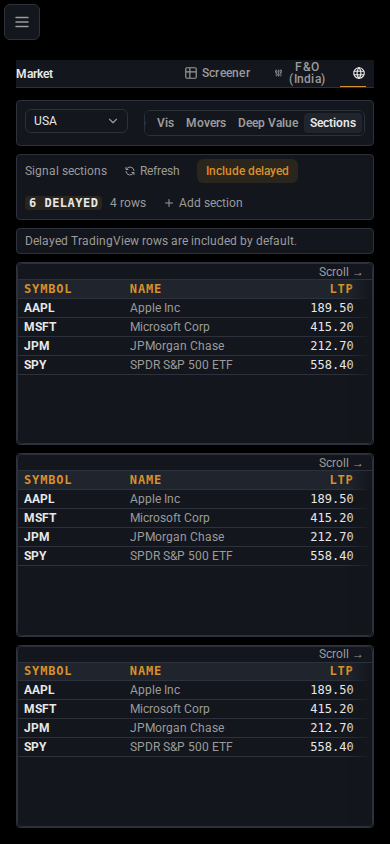 Market
Screener
F&O
(India)
USA
Vis Movers Deep Value Sections
Signal sections Refresh Include delayed
6 DELAYED 4 rows + Add section
Delayed TradingView rows are included by default.
Scroll →
SYMBOL NAME LTP
AAPL Apple Inc 189.50
MSFT Microsoft Corp 415.20
JPM JPMorgan Chase 212.70
SPY SPDR S&P 500 ETF 558.40
Scroll →
SYMBOL NAME LTP
AAPL Apple Inc 189.50
MSFT Microsoft Corp 415.20
JPM JPMorgan Chase 212.70
SPY SPDR S&P 500 ETF 558.40
Scroll →
SYMBOL NAME LTP
AAPL Apple Inc 189.50
MSFT Microsoft Corp 415.20
JPM JPMorgan Chase 212.70
SPY SPDR S&P 500 ETF 558.40